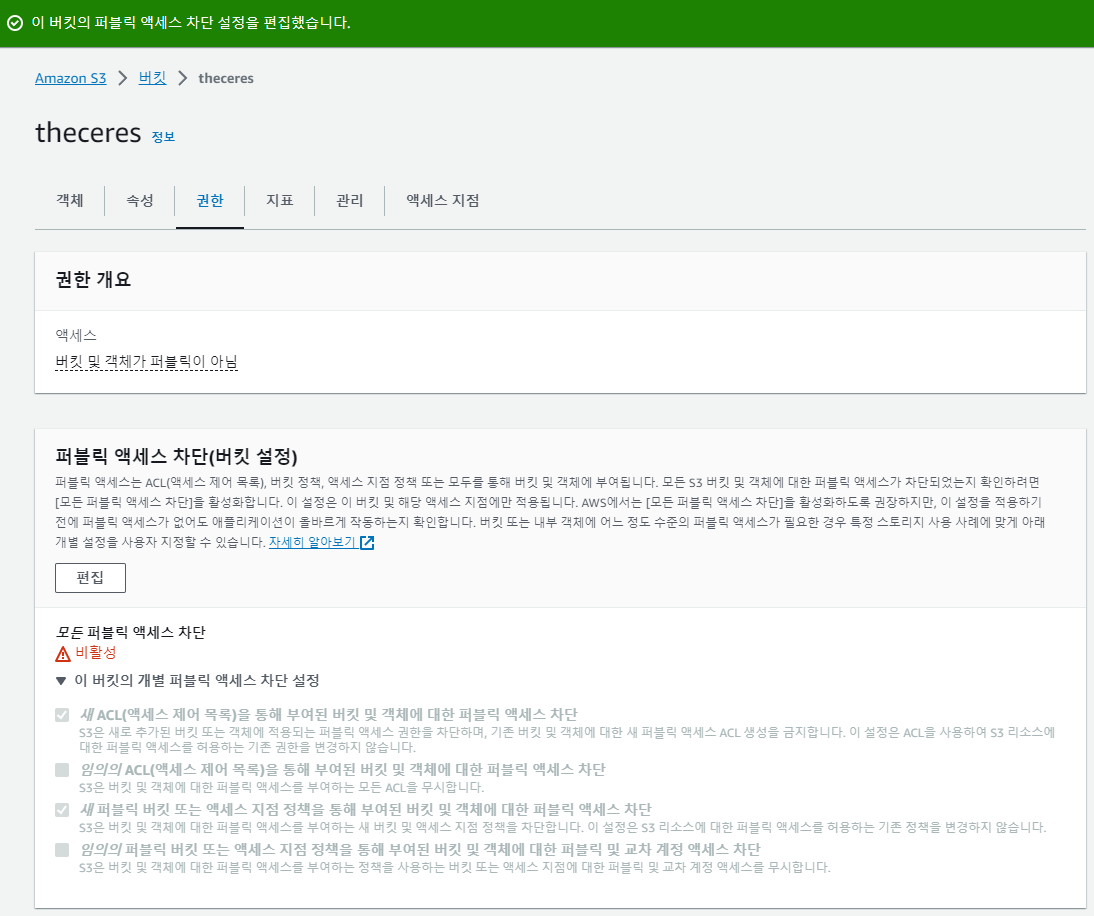 이 버킷의 퍼블릭 액세스 차단 설정을 편집했습니다.
Amazon S3 > 버킷 > theceres
theceres 정보
객체 속성 권한 지표 관리 액세스 지점
권한 개요
액세스
버킷 및 객체가 퍼블릭이 아님
퍼블릭 액세스 차단(버킷 설정)
퍼블릭 액세스는 ACL(액세스 제어 목록), 버킷 정책, 액세스 지점 정책 또는 모두를 통해 버킷 및 객체에 부여됩니다. 모든 S3 버킷 및 객체에 대한 퍼블릭 액세스가 차단되었는지 확인하려면
[모든 퍼블릭 액세스 차단]을 활성화합니다. 이 설정은 이 버킷 및 해당 액세스 지점에만 적용됩니다. AWS에서는 [모든 퍼블릭 액세스 차단]을 활성화하도록 권장하지만, 이 설정을 적용하기
전에 퍼블릭 액세스가 없어도 애플리케이션이 올바르게 작동하는지 확인합니다. 버킷 또는 내부 객체에 어느 정도 수준의 퍼블릭 액세스가 필요한 경우 특정 스토리지 사용 사례에 맞게 아래
개별 설정을 사용자 지정할 수 있습니다. 자세히 알아보기
편집
모든 퍼블릭 액세스 차단
비활성
▼ 이 버킷의 개별 퍼블릭 액세스 차단 설정
새 ACL(액세스 제어 목록)을 통해 부여된 버킷 및 객체에 대한 퍼블릭 액세스 차단
S3은 새로 추가된 버킷 또는 객체에 적용되는 퍼블릭 액세스 권한을 차단하며, 기존 버킷 및 객체에 대한 새 퍼블릭 액세스 ACL 생성을 금지합니다. 이 설정은 ACL을 사용하여 S3 리소스에
대한 퍼블릭 액세스를 허용하는 기존 권한을 변경하지 않습니다.
임의의 ACL(액세스 제어 목록)을 통해 부여된 버킷 및 객체에 대한 퍼블릭 액세스 차단
S3은 버킷 및 객체에 대한 퍼블릭 액세스를 부여하는 모든 ACL을 무시합니다.
새 퍼블릭 버킷 또는 액세스 지점 정책을 통해 부여된 버킷 및 객체에 대한 퍼블릭 액세스 차단
S3은 버킷 및 객체에 대한 퍼블릭 액세스를 부여하는 새 버킷 및 액세스 지점 정책을 차단합니다. 이 설정은 S3 리소스에 대한 퍼블릭 액세스를 허용하는 기존 정책을 변경하지 않습니다.
임의의 퍼블릭 버킷 또는 액세스 지점 정책을 통해 부여된 버킷 및 객체에 대한 퍼블릭 및 교차 계정 액세스 차단
S3은 버킷 및 객체에 대한 퍼블릭 액세스를 부여하는 정책을 사용하는 버킷 또는 액세스 지점에 대한 퍼블릭 및 교차 계정 액세스를 무시합니다.